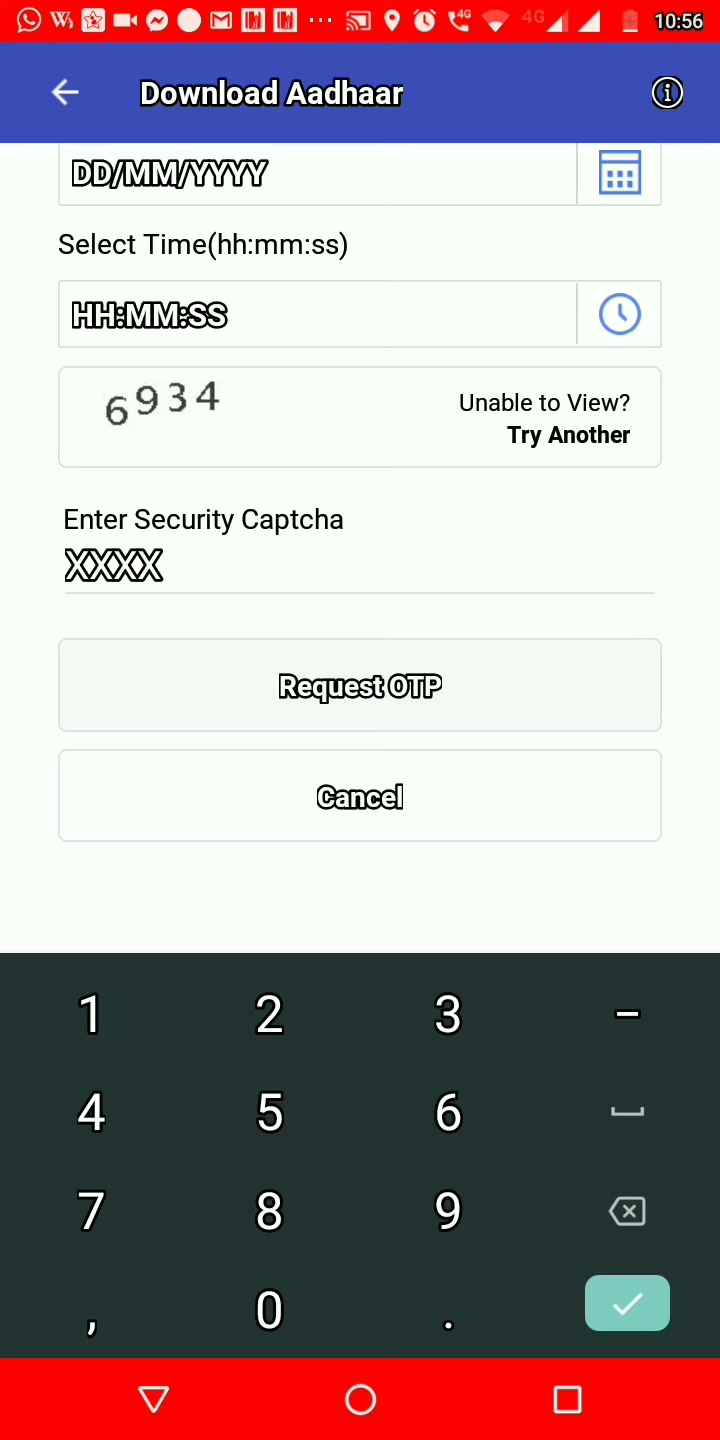 4G 4G 10:56
Download Aadhaar
DD/MM/YYYY
Select Time(hh:mm:ss)
HH:MM:SS
6934
Unable to View?
Try Another
Enter Security Captcha
XXXX
Request OTP
Cancel
1 2 3 –
4 5 6
7 8 9
, 0 .